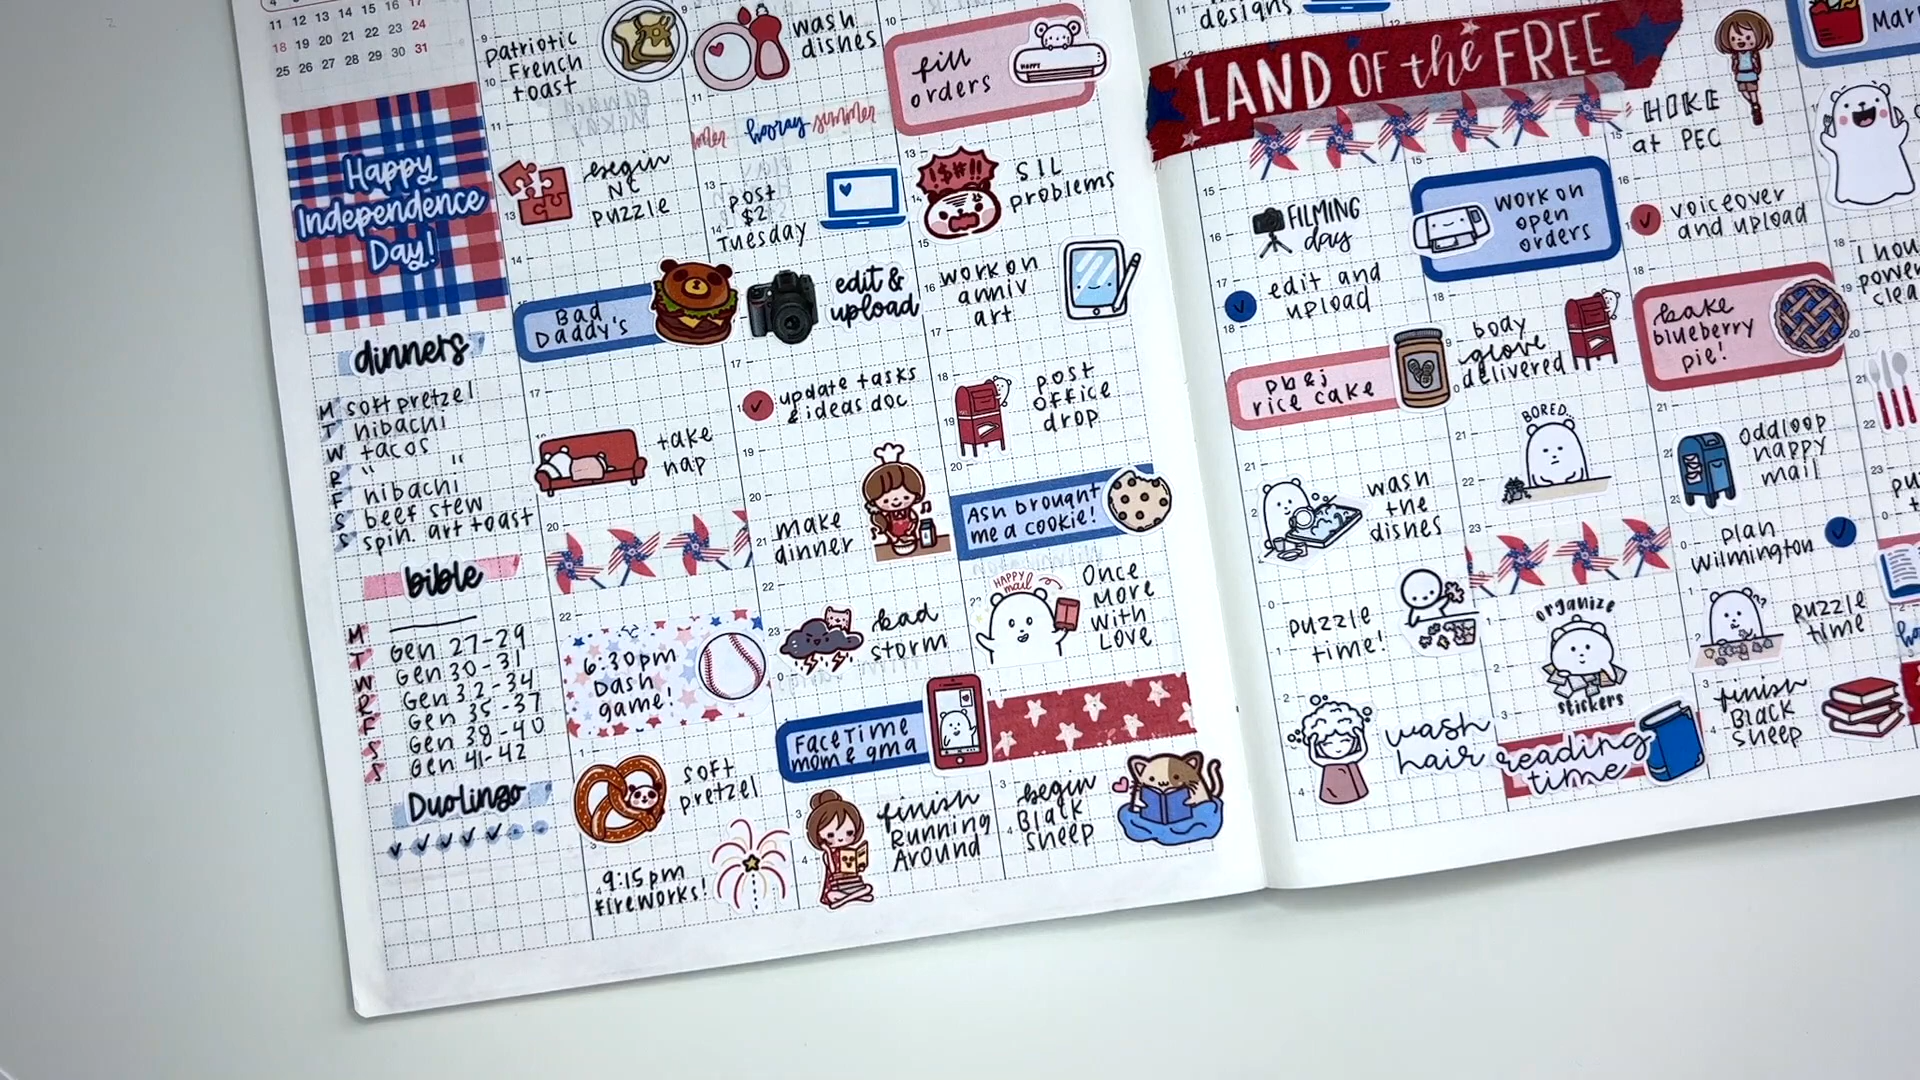 11 12 13 14 15 16 17
18 19 20 21 22 23 24
25 26 27 28 29 30 31
Happy
Independence
Day!
dinners
M soft pretzel
T hibachi
W tacos
R " "
F hibachi
S beef stew
S spin. art toast
bible
M
T Gen 27-29
W Gen 30-31
R Gen 32-34
F Gen 35-37
S Gen 38-40
S Gen 41-42
Duolingo
patriotic
French
toast
begin
NC
puzzle
Bad
Daddy's
take
nap
6:30pm
Dash
game!
soft
pretzel
9:15pm
fireworks!
wash
dishes
hooray summer
post
$2
Tuesday
edit &
upload
update tasks
& ideas doc
make
dinner
bad
storm
FaceTime
mom & gma
finish
Running
Around
fill
orders
HAPPY
!$#!!
SIL
problems
work on
anniv
art
post
office
drop
Ash brought
me a cookie!
HAPPY
mail
Once
More
with
Love
begin
Black
Sheep
designs
LAND OF the FREE
FILMING
day
edit and
upload
pb&j
rice cake
wash
the
dishes
puzzle
time!
wash
hair
work on
open
orders
body
glove
delivered
BORED...
organize
stickers
reading
time
HIKE
at PEC
voiceover
and upload
bake
blueberry
pie!
oddloop
happy
mail
plan
Wilmington
puzzle
time
finish
Black
Sheep
1 hou
power
clea